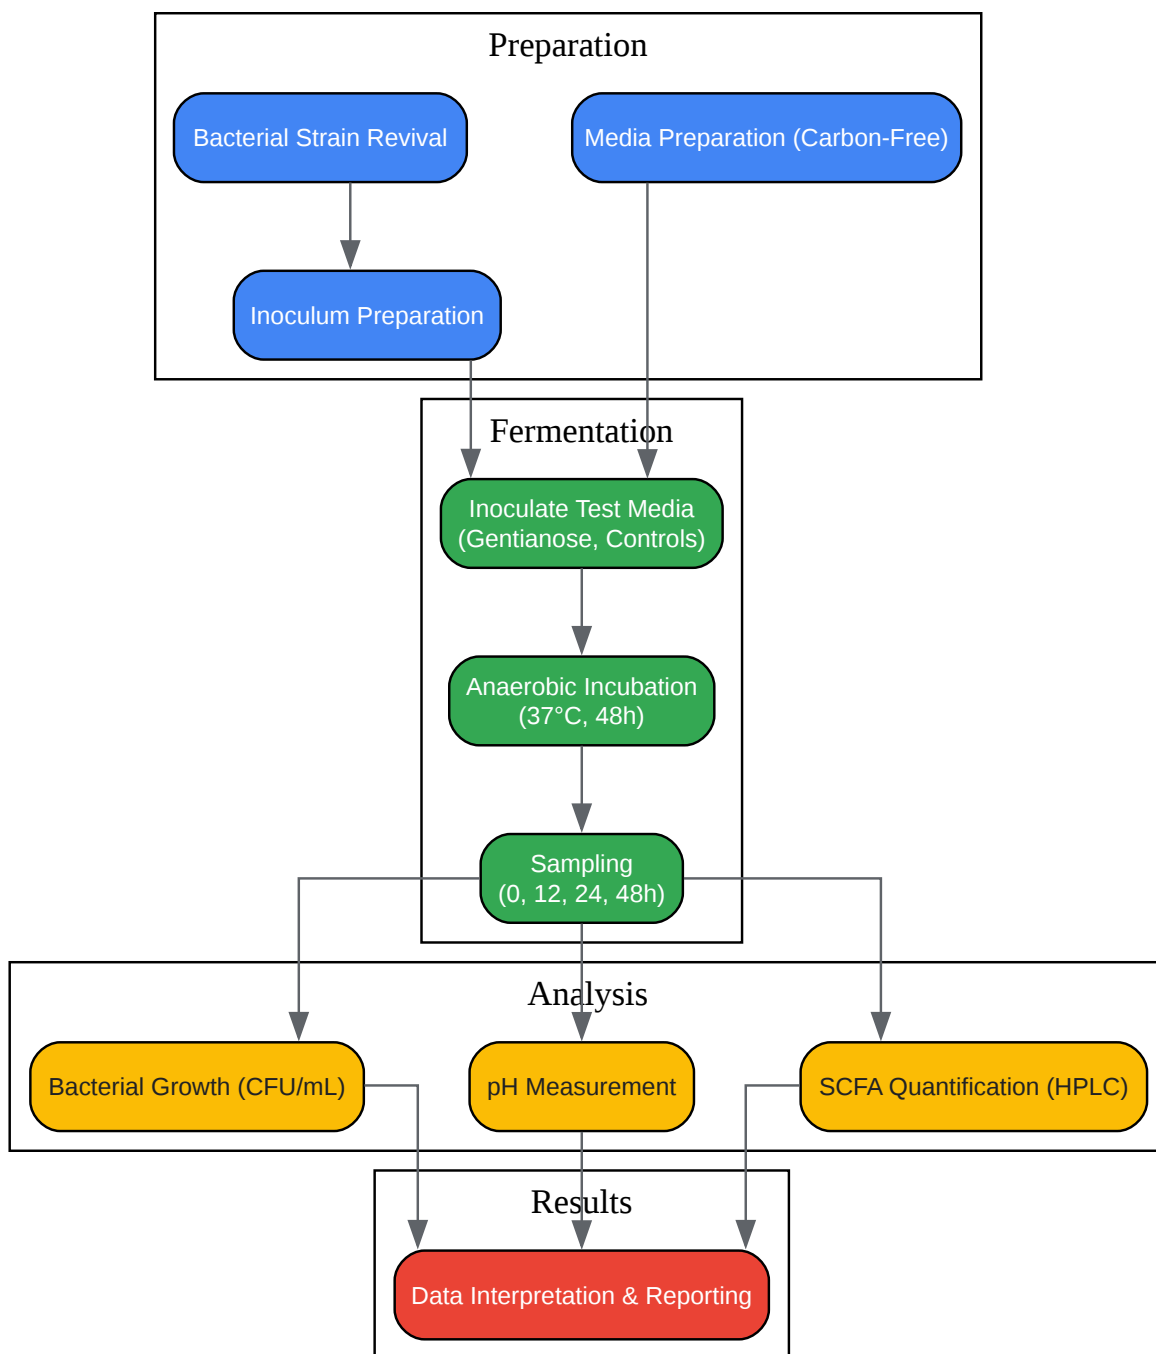 Preparation
Bacterial Strain Revival
Media Preparation (Carbon-Free)
Inoculum Preparation
Fermentation
Inoculate Test Media
(Gentianose, Controls)
Anaerobic Incubation
(37°C, 48h)
Sampling
(0, 12, 24, 48h)
Analysis
Bacterial Growth (CFU/mL)
pH Measurement
SCFA Quantification (HPLC)
Results
Data Interpretation & Reporting